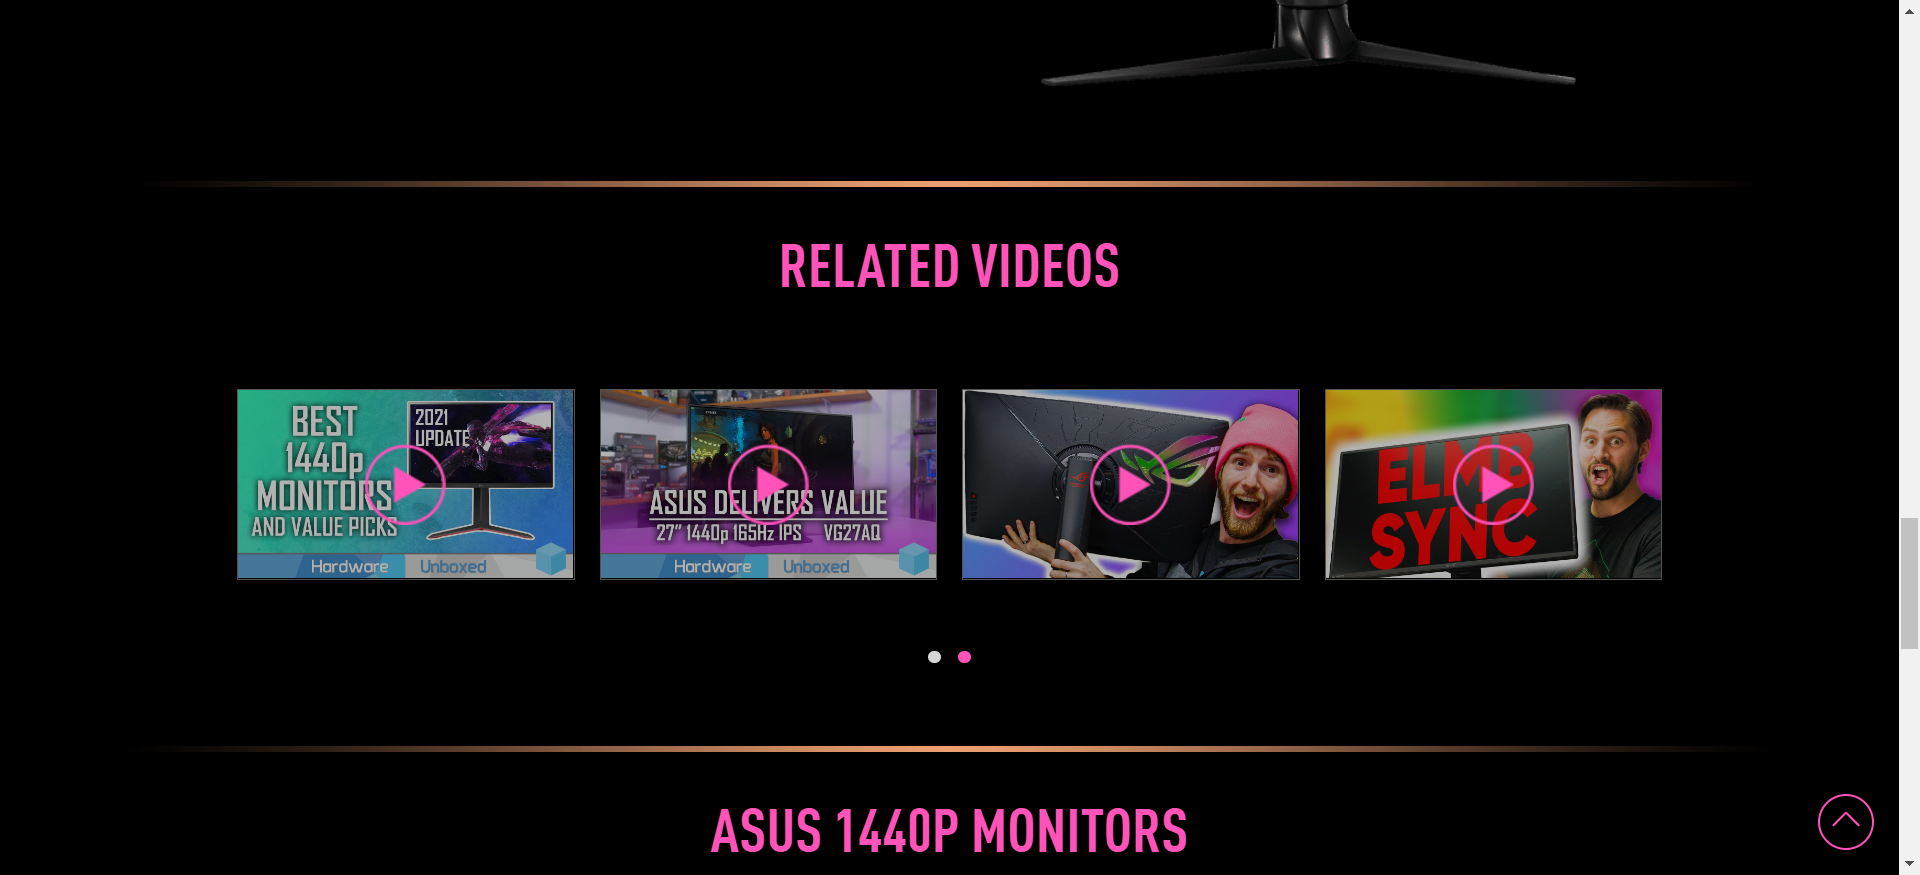 RELATED VIDEOS
BEST
1440p
MONITORS
AND VALUE PICKS
2021
UPDATE
Hardware Unboxed
ASUS DELIVERS VALUE
27" 1440p 165Hz IPS VG27AQ
Hardware Unboxed
ELMB
SYNC
ASUS 1440P MONITORS